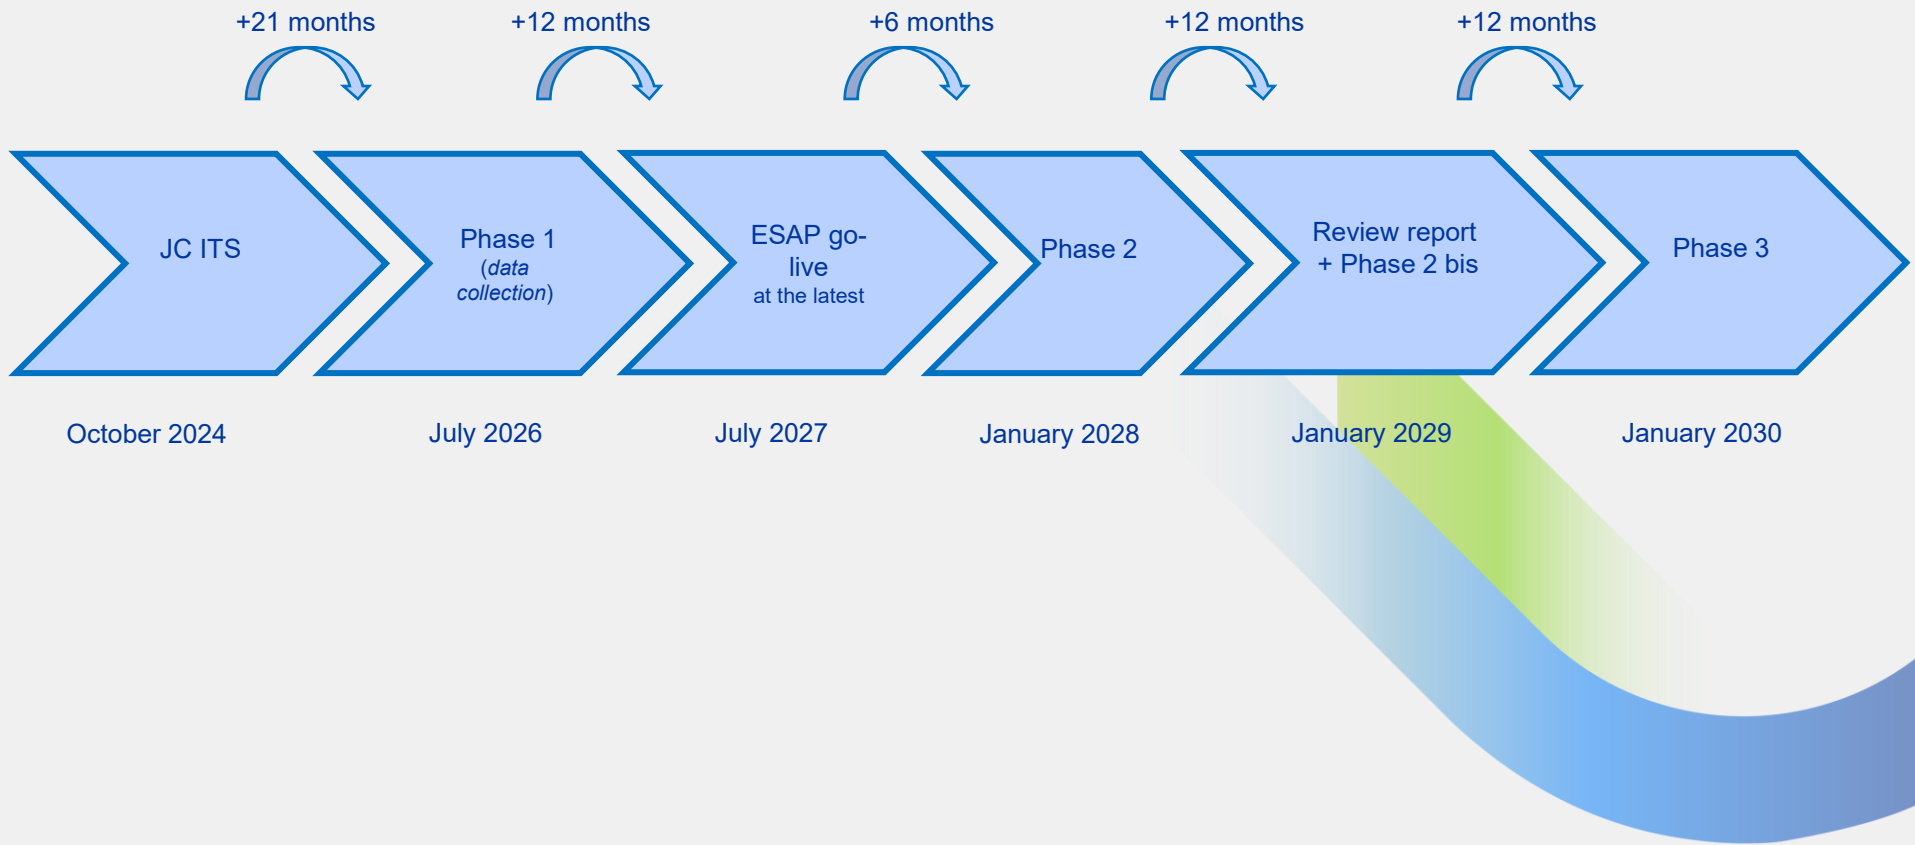 +21 months
+12 months
+6 months
+12 months
+12 months
JC ITS
Phase 1
(data
collection)
ESAP go-
live
at the latest
Phase 2
Review report
+ Phase 2 bis
Phase 3
October 2024
July 2026
July 2027
January 2028
January 2029
January 2030